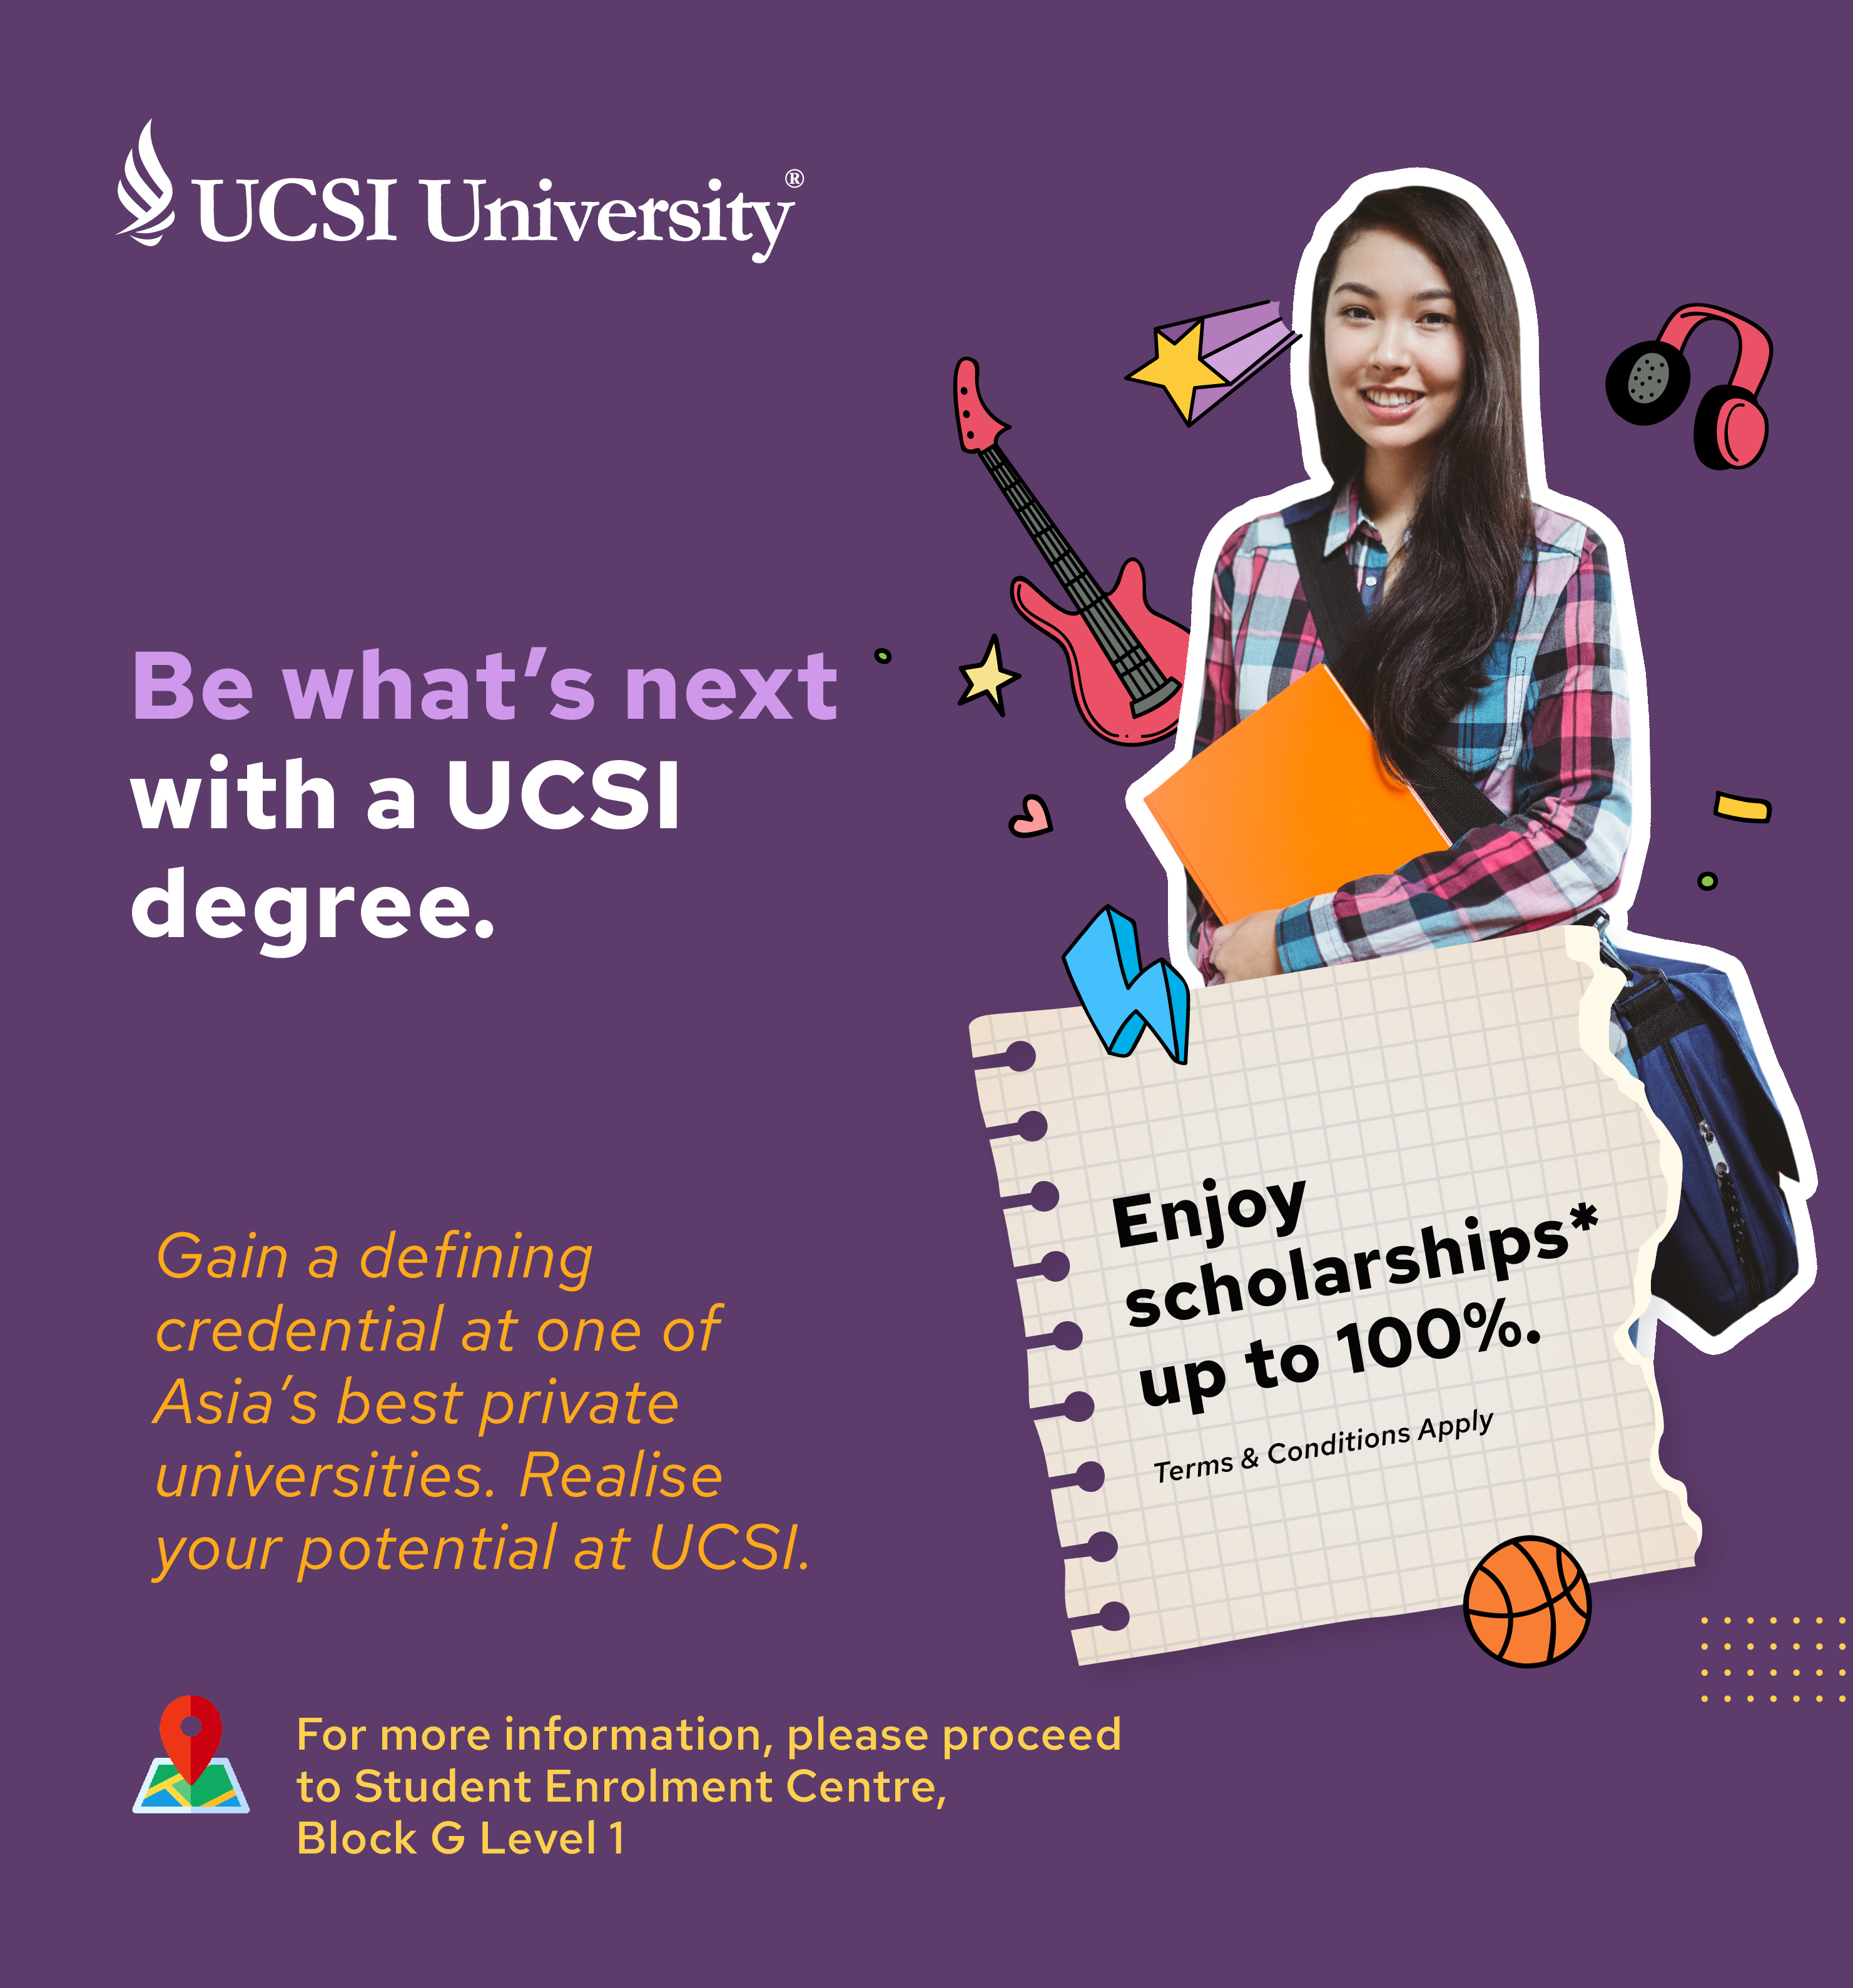 UCSI University®
Be what's next
with a UCSI
degree.
Gain a defining
credential at one of
Asia's best private
universities. Realise
your potential at UCSI.
Enjoy
scholarships*
up to 100%.
Terms & Conditions Apply
For more information, please proceed
to Student Enrolment Centre,
Block G Level 1